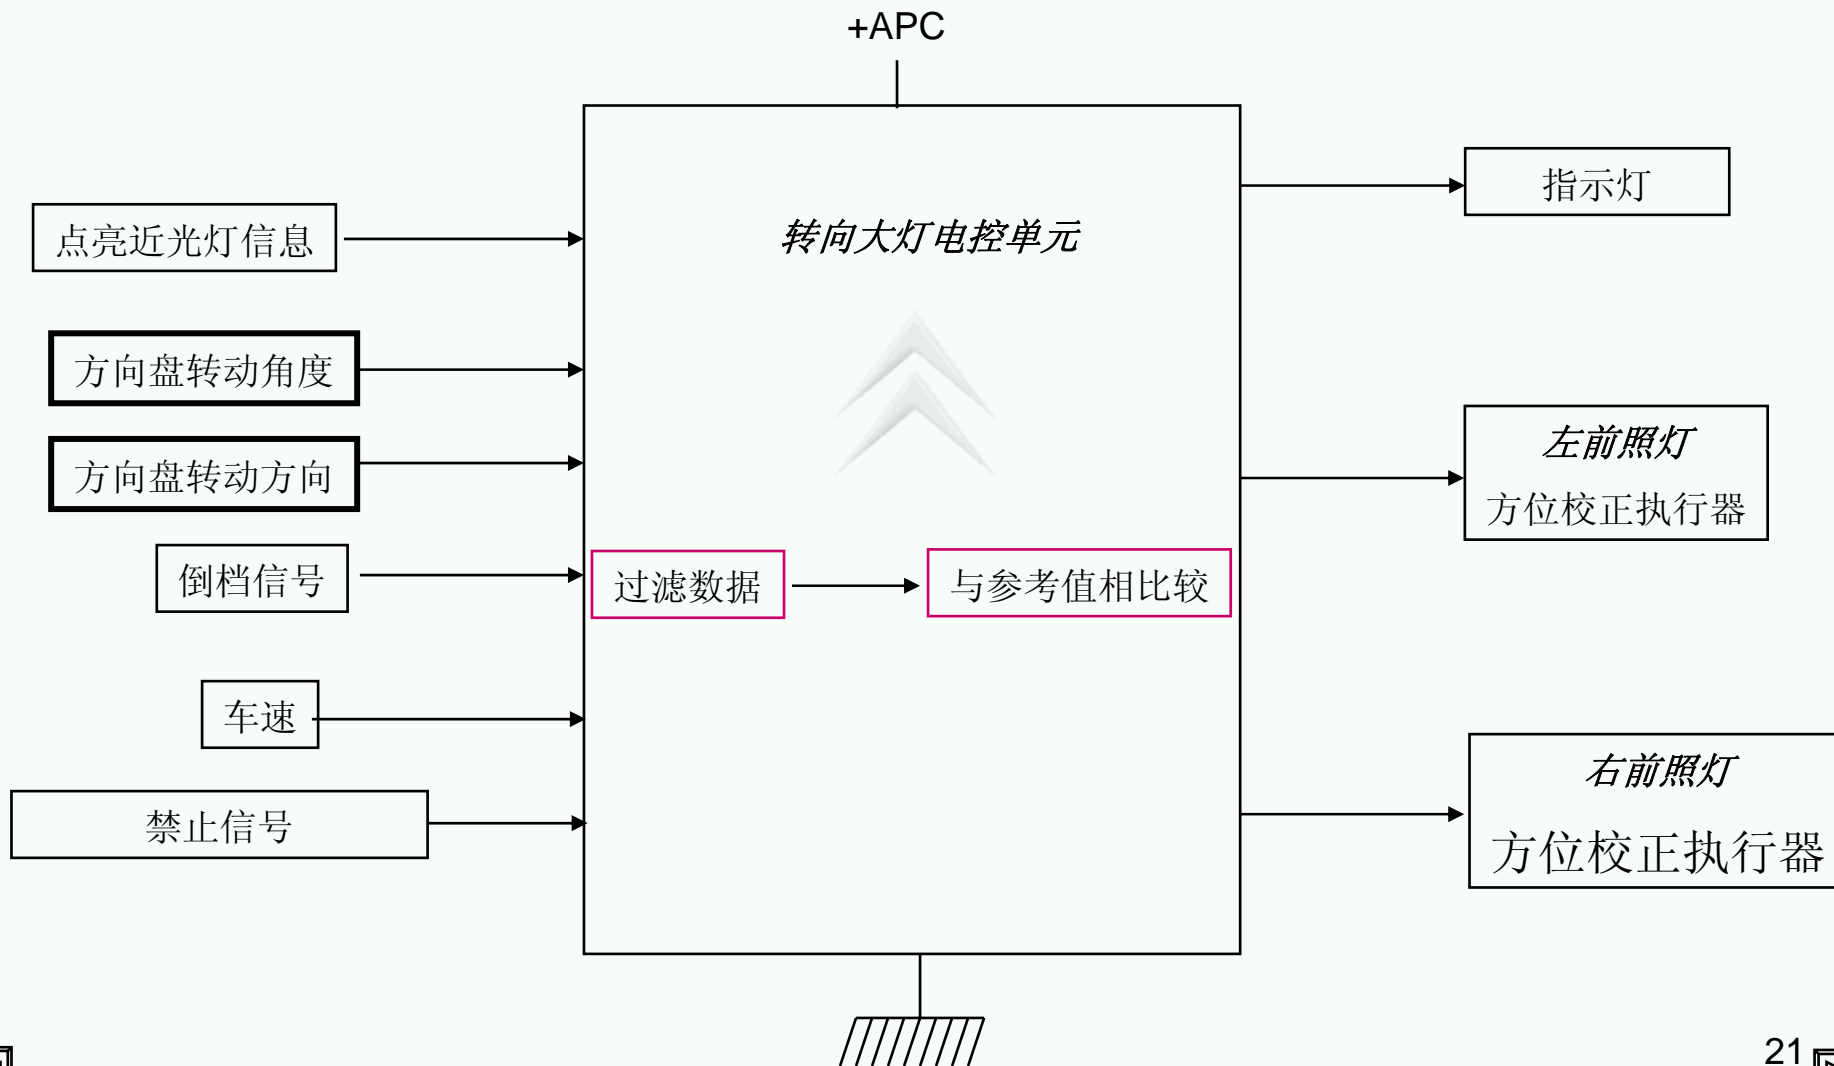 +APC
转向大灯电控单元
点亮近光灯信息
方向盘转动角度
方向盘转动方向
倒档信号
车速
禁止信号
过滤数据
与参考值相比较
指示灯
左前照灯
方位校正执行器
右前照灯
方位校正执行器
21